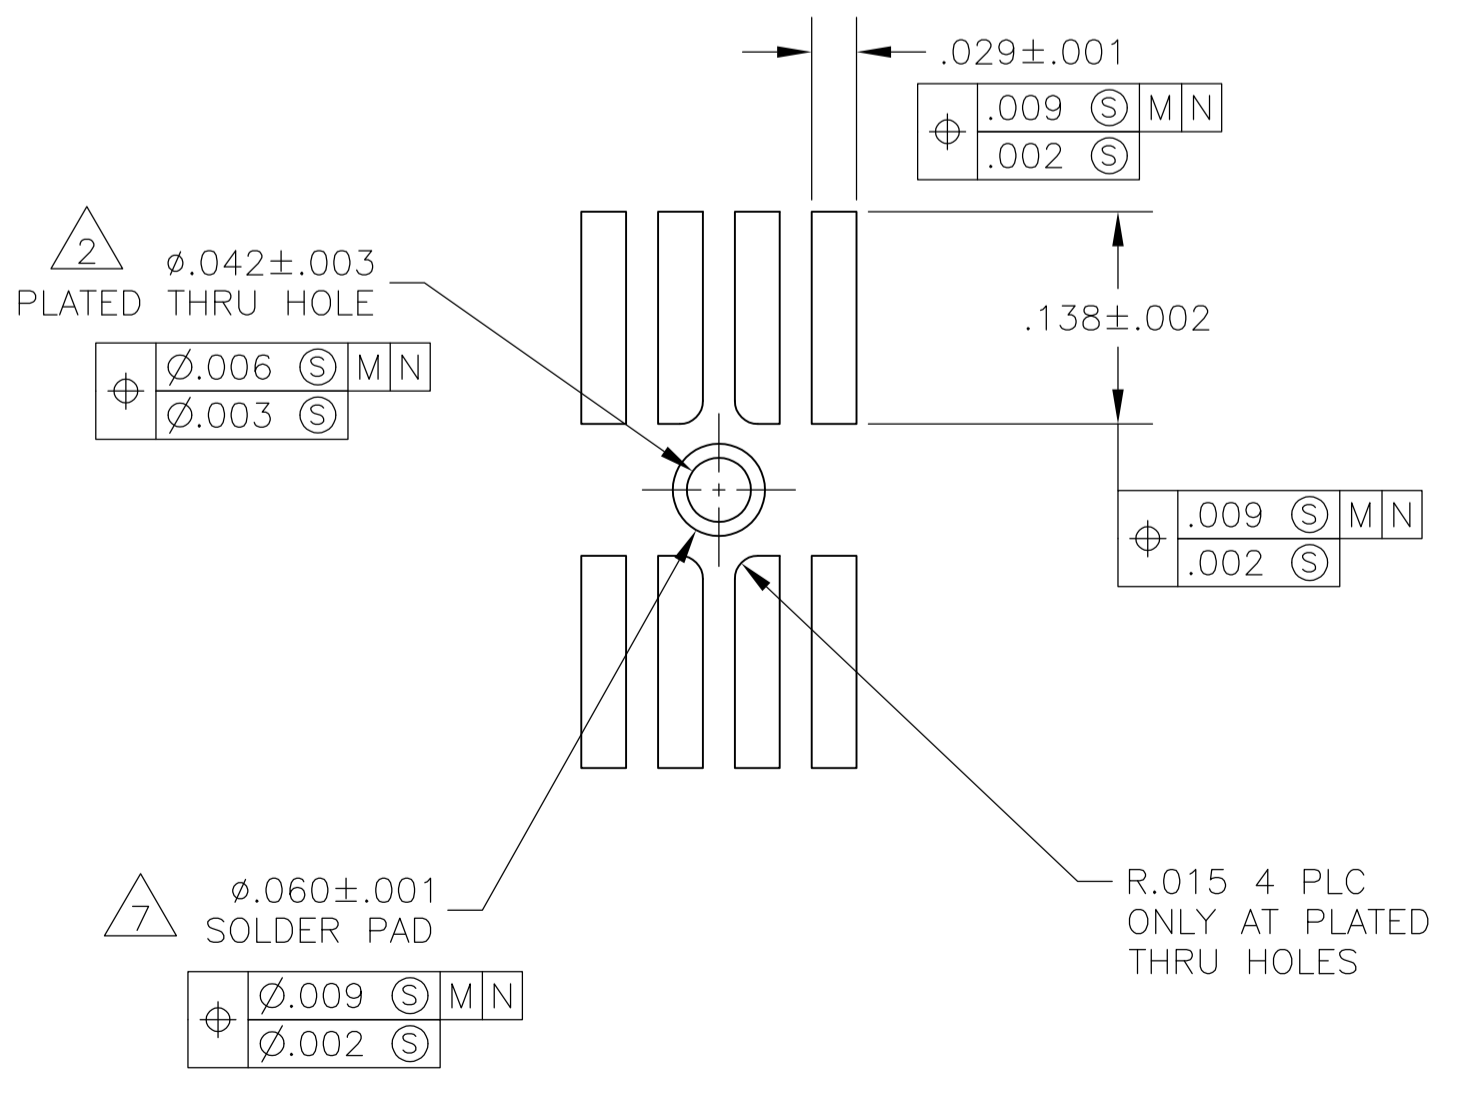 .029±.001
⌖ .009 Ⓢ M N
.002 Ⓢ
2 ⌀.042±.003
PLATED THRU HOLE
⌖ ⌀.006 Ⓢ M N
⌀.003 Ⓢ
.138±.002
⌖ .009 Ⓢ M N
.002 Ⓢ
7 ⌀.060±.001
SOLDER PAD
⌖ ⌀.009 Ⓢ M N
⌀.002 Ⓢ
R.015 4 PLC
ONLY AT PLATED
THRU HOLES